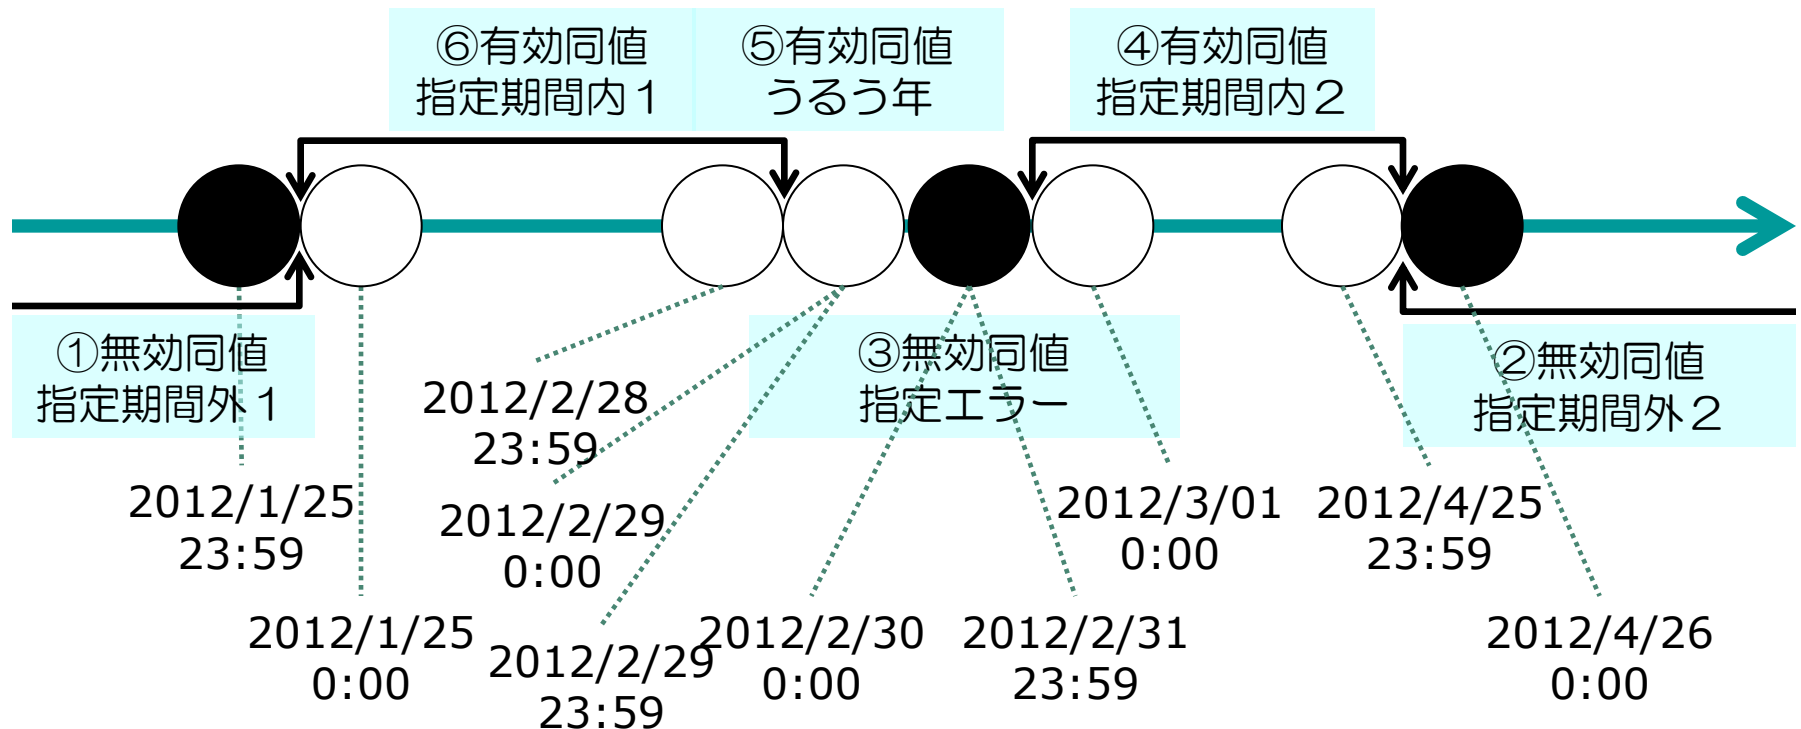 ⑥有効同値
指定期間内１
⑤有効同値
うるう年
④有効同値
指定期間内２
①無効同値
指定期間外１
③無効同値
指定エラー
②無効同値
指定期間外２
2012/2/28
23:59
2012/1/25
23:59
2012/2/29
0:00
2012/3/01
0:00
2012/4/25
23:59
2012/1/25
0:00
2012/2/29
23:59
2012/2/30
0:00
2012/2/31
23:59
2012/4/26
0:00